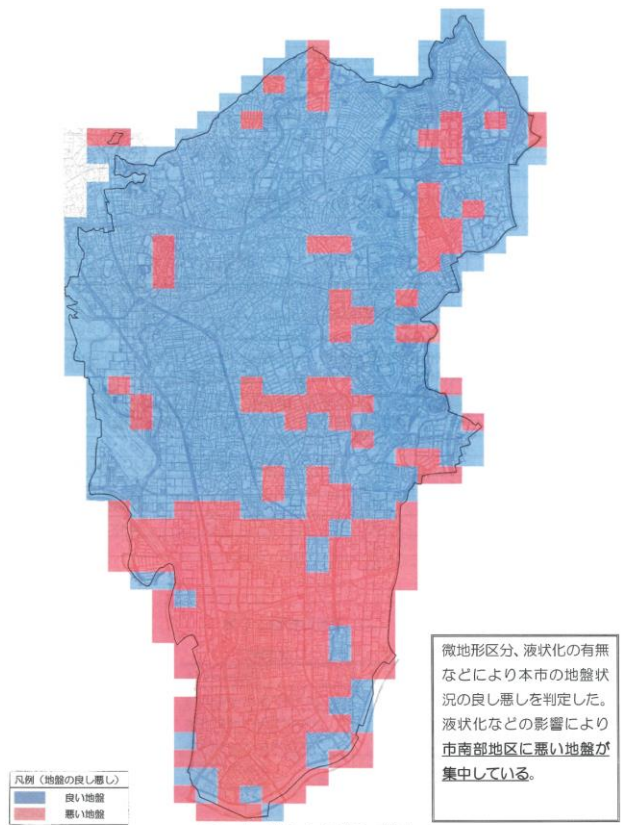 微地形区分、液状化の有無
などにより本市の地盤状
況の良し悪しを判定した。
液状化などの影響により
市南部地区に悪い地盤が
集中している。
凡例（地盤の良し悪し）
良い地盤
悪い地盤